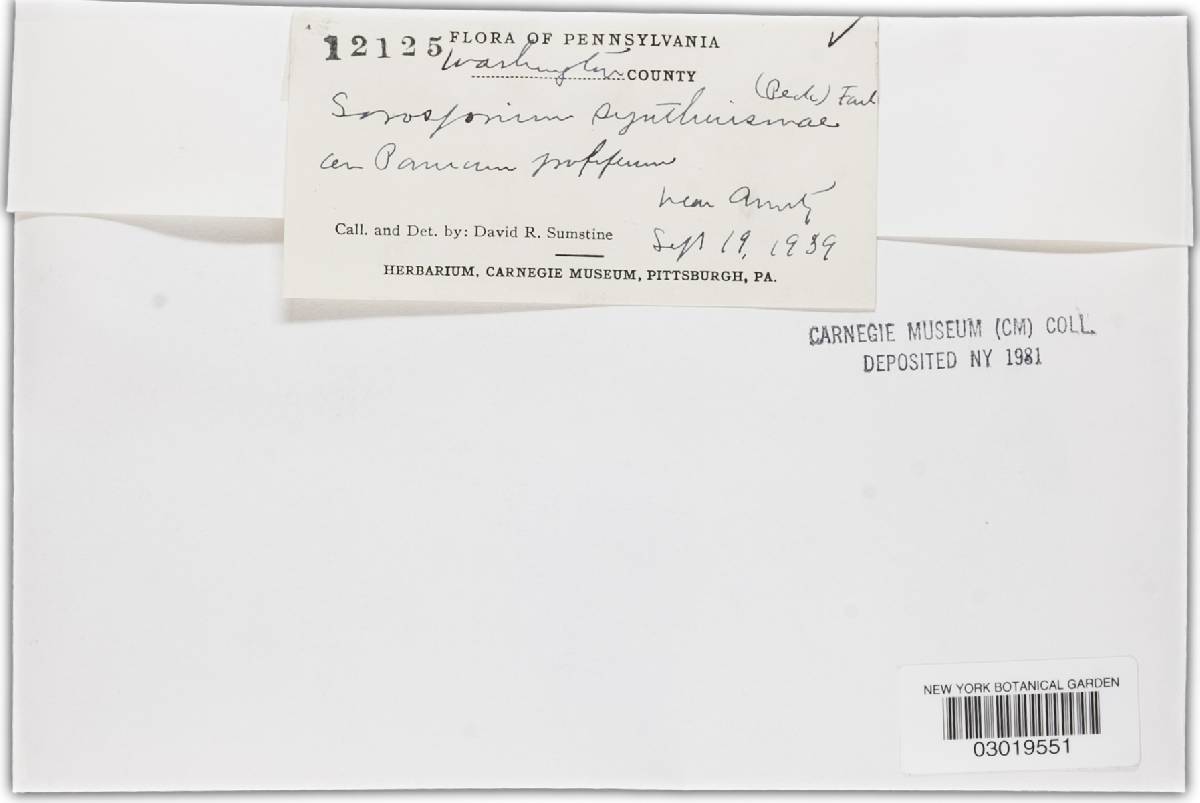 12125 FLORA OF PENNSYLVANIA
Washington COUNTY
(Peck) Farl
Sorosporium syntherismae
on Panicum proliferum
near Amity
Call. and Det. by: David R. Sumstine
Sept 19, 1939
HERBARIUM, CARNEGIE MUSEUM, PITTSBURGH, PA.
CARNEGIE MUSEUM (CM) COLL.
DEPOSITED NY 1981
NEW YORK BOTANICAL GARDEN
03019551